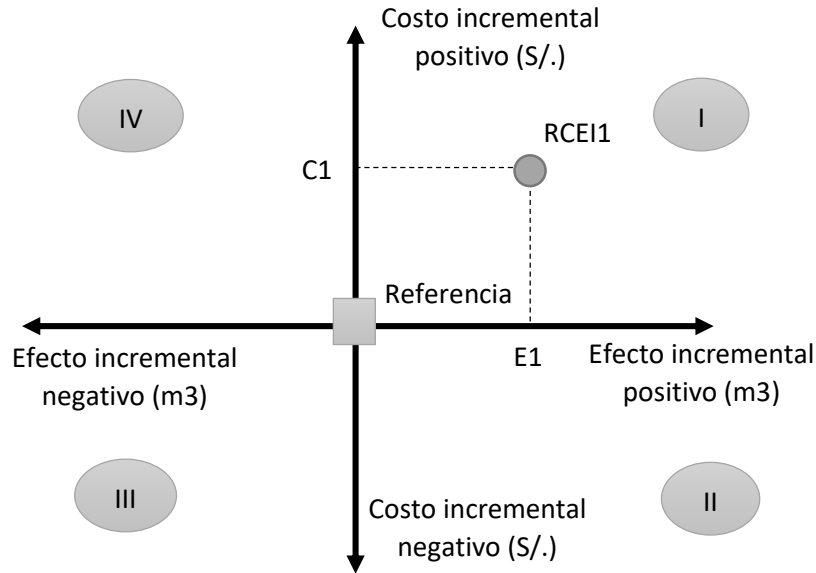 Costo incremental
positivo (S/.)
IV
I
RCEI1
C1
Referencia
Efecto incremental
negativo (m3)
E1
Efecto incremental
positivo (m3)
III
Costo incremental
negativo (S/.)
II